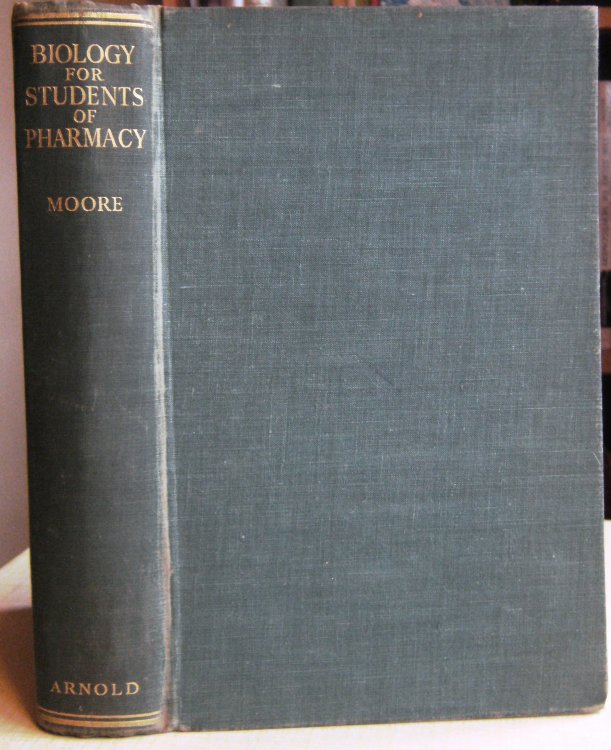 BIOLOGY
FOR
STUDENTS
OF
PHARMACY
MOORE
ARNOLD